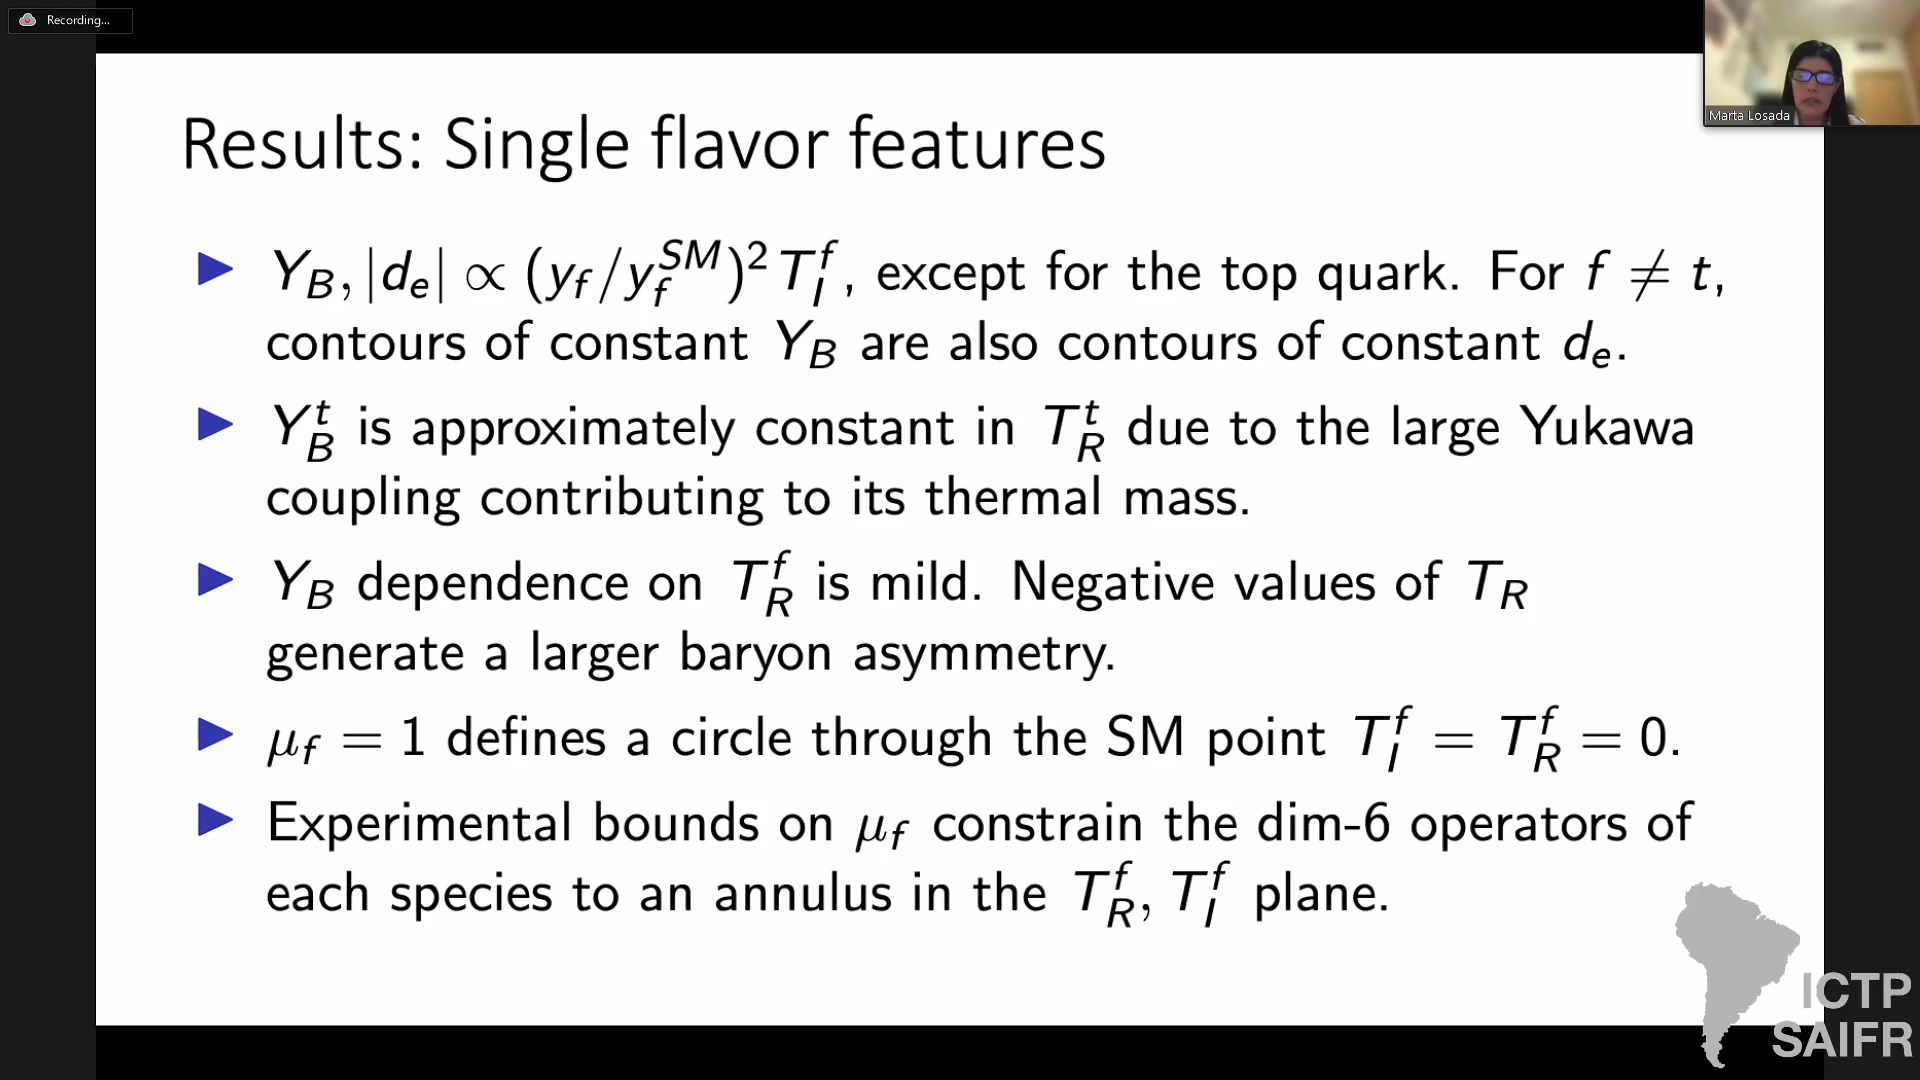 Recording...
Marta Losada
Results: Single flavor features
▶ Y_B, |d_e| ∝ (y_f/y_f^{SM})^2 T_I^f, except for the top quark. For f ≠ t,
contours of constant Y_B are also contours of constant d_e.
▶ Y_B^t is approximately constant in T_R^t due to the large Yukawa
coupling contributing to its thermal mass.
▶ Y_B dependence on T_R^f is mild. Negative values of T_R
generate a larger baryon asymmetry.
▶ μ_f = 1 defines a circle through the SM point T_I^f = T_R^f = 0.
▶ Experimental bounds on μ_f constrain the dim-6 operators of
each species to an annulus in the T_R^f, T_I^f plane.
ICTP
SAIFR